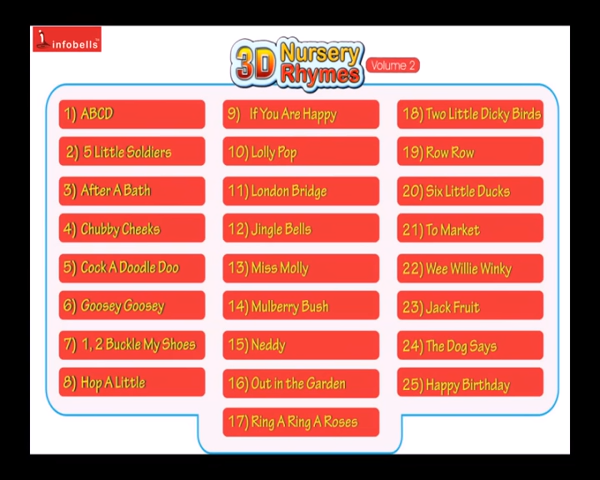 infobells
3D Nursery
Rhymes
Volume 2
1) ABCD
2) 5 Little Soldiers
3) After A Bath
4) Chubby Cheeks
5) Cock A Doodle Doo
6) Goosey Goosey
7) 1, 2 Buckle My Shoes
8) Hop A Little
9) If You Are Happy
10) Lolly Pop
11) London Bridge
12) Jingle Bells
13) Miss Molly
14) Mulberry Bush
15) Neddy
16) Out in the Garden
17) Ring A Ring A Roses
18) Two Little Dicky Birds
19) Row Row
20) Six Little Ducks
21) To Market
22) Wee Willie Winky
23) Jack Fruit
24) The Dog Says
25) Happy Birthday